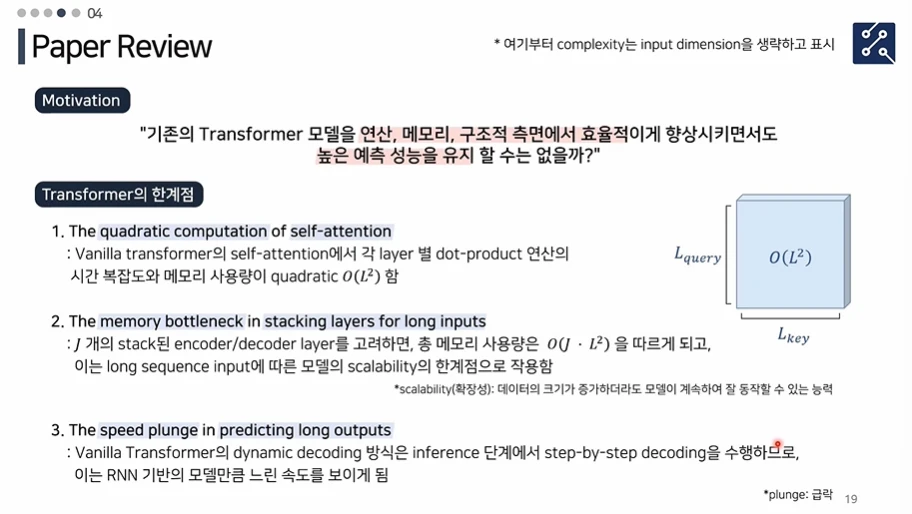 04
Paper Review
* 여기부터 complexity는 input dimension을 생략하고 표시
Motivation
"기존의 Transformer 모델을 연산, 메모리, 구조적 측면에서 효율적이게 향상시키면서도
높은 예측 성능을 유지 할 수는 없을까?"
Transformer의 한계점
1. The quadratic computation of self-attention
: Vanilla transformer의 self-attention에서 각 layer 별 dot-product 연산의
시간 복잡도와 메모리 사용량이 quadratic O(L²) 함
L_query
O(L²)
L_key
2. The memory bottleneck in stacking layers for long inputs
: J 개의 stack된 encoder/decoder layer를 고려하면, 총 메모리 사용량은 O(J · L²) 을 따르게 되고,
이는 long sequence input에 따른 모델의 scalability의 한계점으로 작용함
*scalability(확장성): 데이터의 크기가 증가하더라도 모델이 계속하여 잘 동작할 수 있는 능력
3. The speed plunge in predicting long outputs
: Vanilla Transformer의 dynamic decoding 방식은 inference 단계에서 step-by-step decoding을 수행하므로,
이는 RNN 기반의 모델만큼 느린 속도를 보이게 됨
*plunge: 급락
19